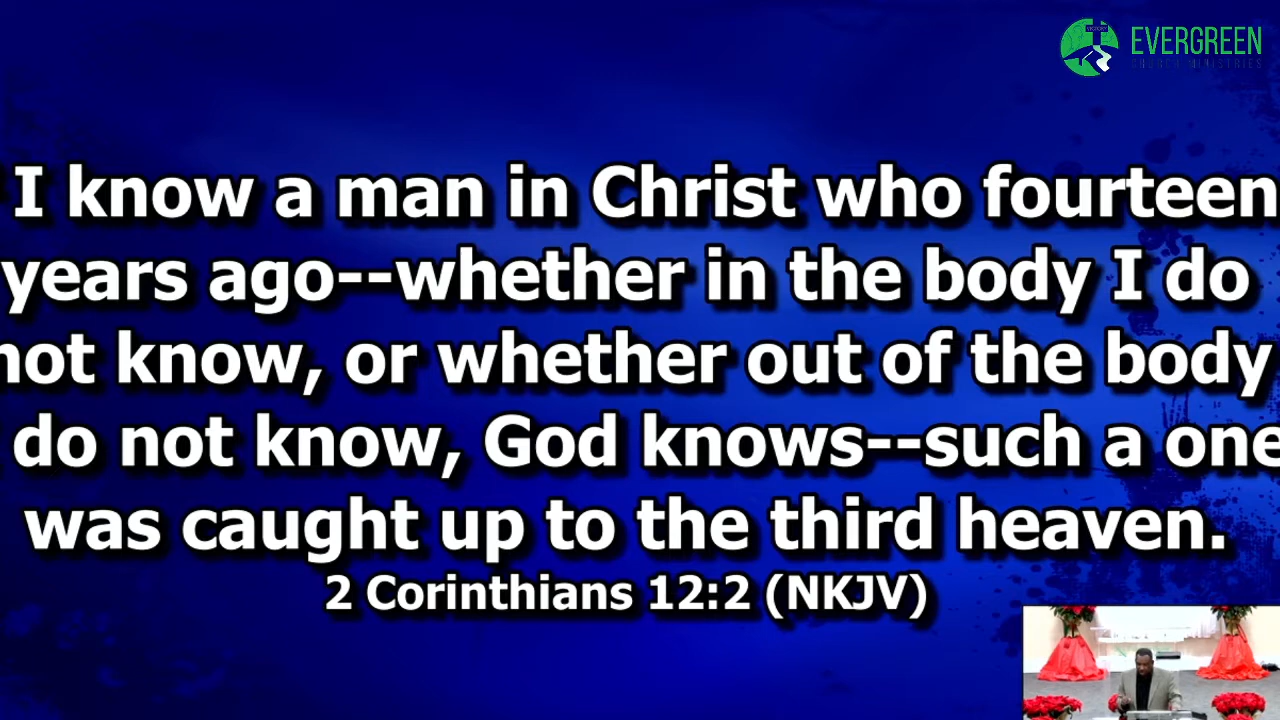 EVERGREEN
CHURCH MINISTRIES
I know a man in Christ who fourteen
years ago--whether in the body I do
not know, or whether out of the body
do not know, God knows--such a one
was caught up to the third heaven.
2 Corinthians 12:2 (NKJV)